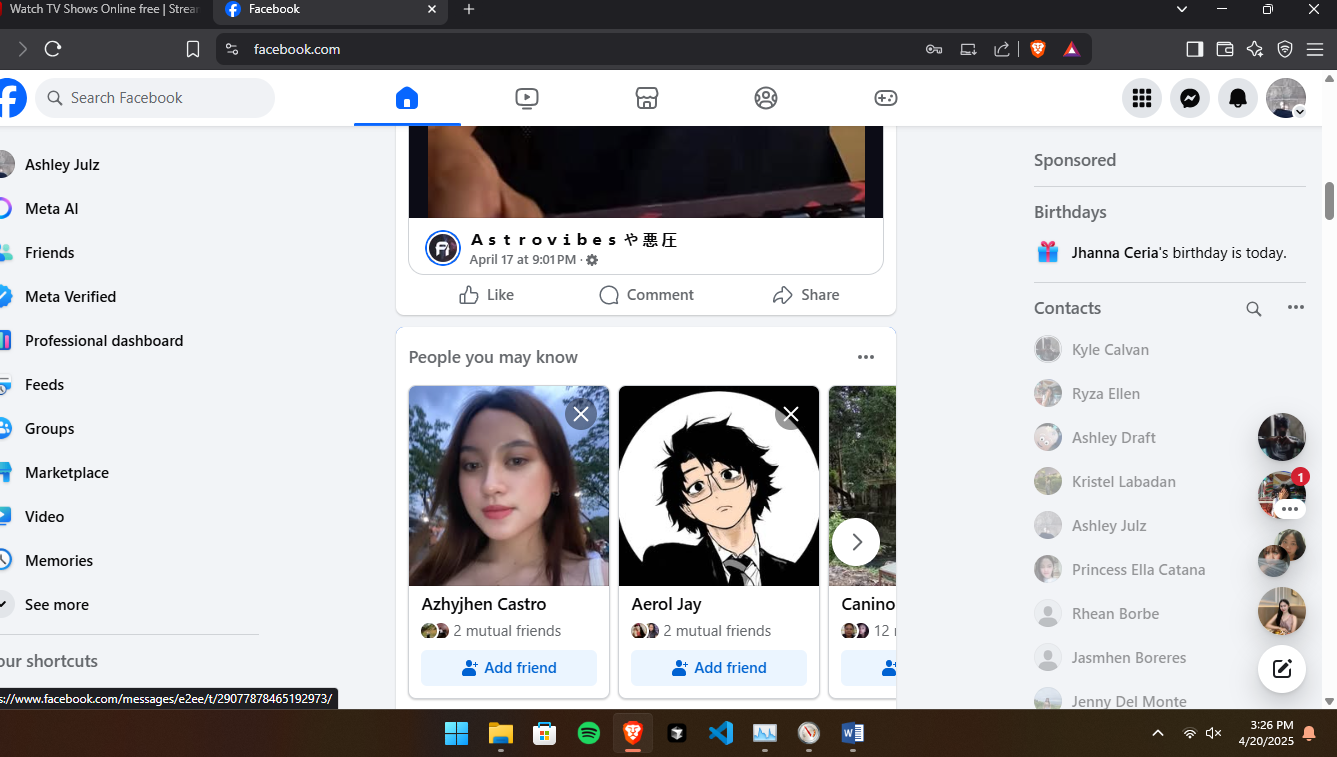 Watch TV Shows Online free | Strear
Facebook
facebook.com
Search Facebook
Ashley Julz
Meta AI
Friends
Meta Verified
Professional dashboard
Feeds
Groups
Marketplace
Video
Memories
See more
our shortcuts
s://www.facebook.com/messages/e2ee/t/29077878465192973/
A s t r o v i b e s や 悪 圧
April 17 at 9:01 PM ·
Like
Comment
Share
People you may know
Azhyjhen Castro
2 mutual friends
Add friend
Aerol Jay
2 mutual friends
Add friend
Canino
12
Sponsored
Birthdays
Jhanna Ceria's birthday is today.
Contacts
Kyle Calvan
Ryza Ellen
Ashley Draft
Kristel Labadan
Ashley Julz
Princess Ella Catana
Rhean Borbe
Jasmhen Boreres
Jenny Del Monte
1
3:26 PM
4/20/2025